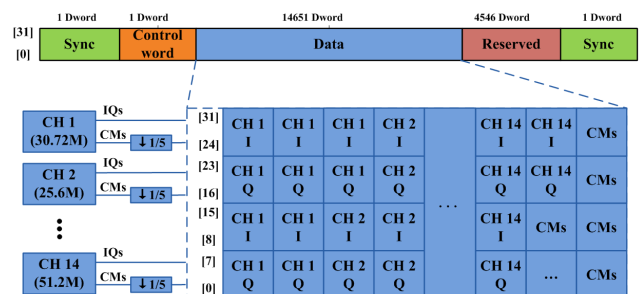 1 Dword 1 Dword 14651 Dword 4546 Dword 1 Dword
[31]
[0]
Sync Control word Data Reserved Sync
CH 1 (30.72M) IQs CMs ↓ 1/5
CH 2 (25.6M) IQs CMs ↓ 1/5
CH 14 (51.2M) IQs CMs ↓ 1/5
[31] CH 1 I CH 1 I CH 1 I CH 2 I CH 14 I CH 14 I CMs
[24]
[23] CH 1 Q CH 1 Q CH 1 Q CH 2 Q CH 14 Q CH 14 Q CMs
[16]
...
[15] CH 1 I CH 1 I CH 2 I CH 2 I CH 14 I CMs CMs
[8]
[7] CH 1 Q CH 1 Q CH 2 Q CH 2 Q CH 14 Q ... CMs
[0]